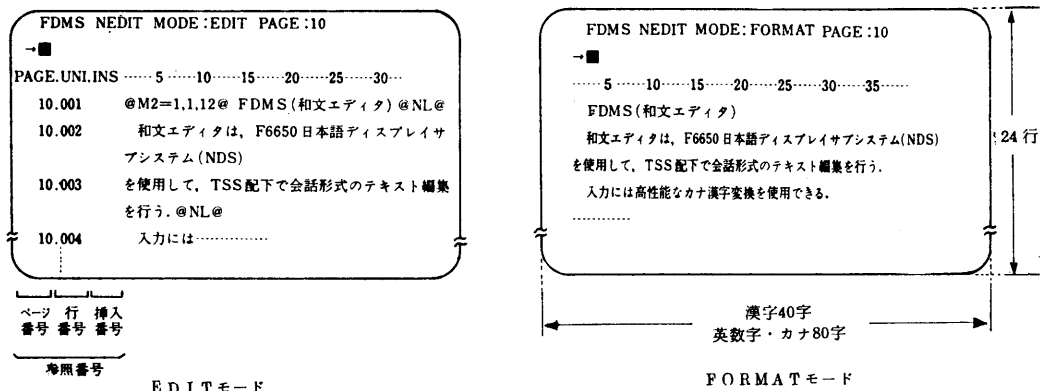 FDMS NEDIT MODE:EDIT PAGE:10
→■
PAGE.UNI.INS ……5……10……15……20……25……30…
10.001 @M2=1,1,12@ FDMS(和文エディタ)@NL@
10.002 和文エディタは，F6650日本語ディスプレイサ
ブシステム(NDS)
10.003 を使用して，TSS配下で会話形式のテキスト編集
を行う.@NL@
10.004 入力には……………
ページ番号 行番号 挿入番号
参照番号
EDITモード
FDMS NEDIT MODE:FORMAT PAGE:10
→■
……5……10……15……20……25……30……35……
FDMS(和文エディタ)
和文エディタは，F6650日本語ディスプレイサブシステム(NDS)
を使用して，TSS配下で会話形式のテキスト編集を行う.
入力には高性能なカナ漢字変換を使用できる.
…………
24行
漢字40字
英数字・カナ80字
FORMATモード